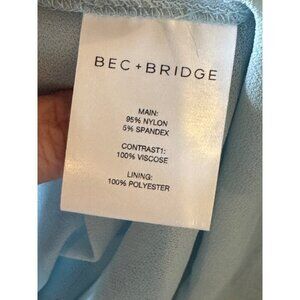 BEC + BRIDGE
MAIN:
95% NYLON
5% SPANDEX
CONTRAST1:
100% VISCOSE
LINING:
100% POLYESTER